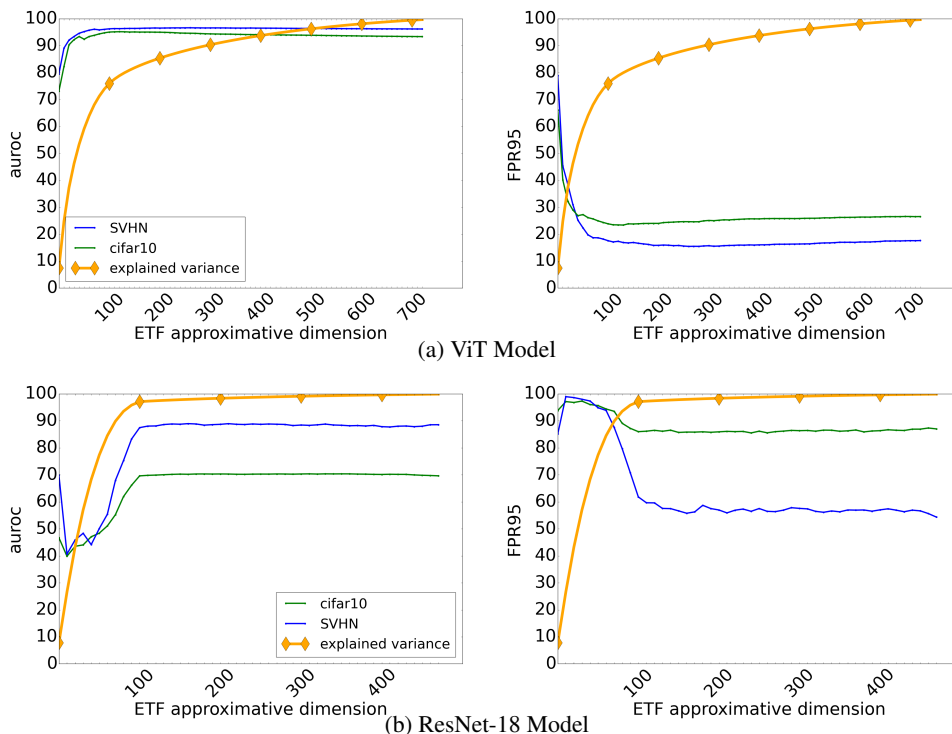 100
90
80
70
60
50
40
30
20
10
0
auroc
SVHN
cifar10
explained variance
100 200 300 400 500 600 700
ETF approximative dimension
100
90
80
70
60
50
40
30
20
10
0
FPR95
100 200 300 400 500 600 700
ETF approximative dimension
(a) ViT Model
100
90
80
70
60
50
40
30
20
10
0
auroc
cifar10
SVHN
explained variance
100 200 300 400
ETF approximative dimension
100
90
80
70
60
50
40
30
20
10
0
FPR95
100 200 300 400
ETF approximative dimension
(b) ResNet-18 Model